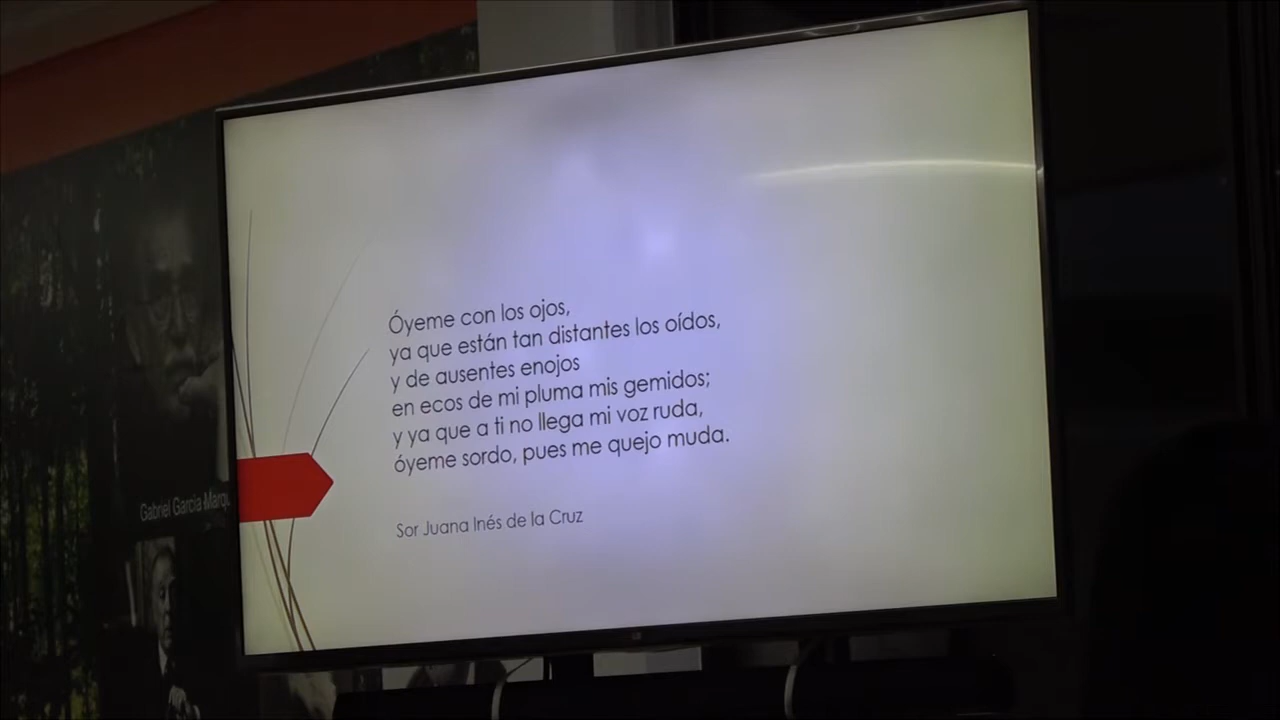 Óyeme con los ojos,
ya que están tan distantes los oídos,
y de ausentes enojos
en ecos de mi pluma mis gemidos;
y ya que a ti no llega mi voz ruda,
óyeme sordo, pues me quejo muda.
Sor Juana Inés de la Cruz
Gabriel García